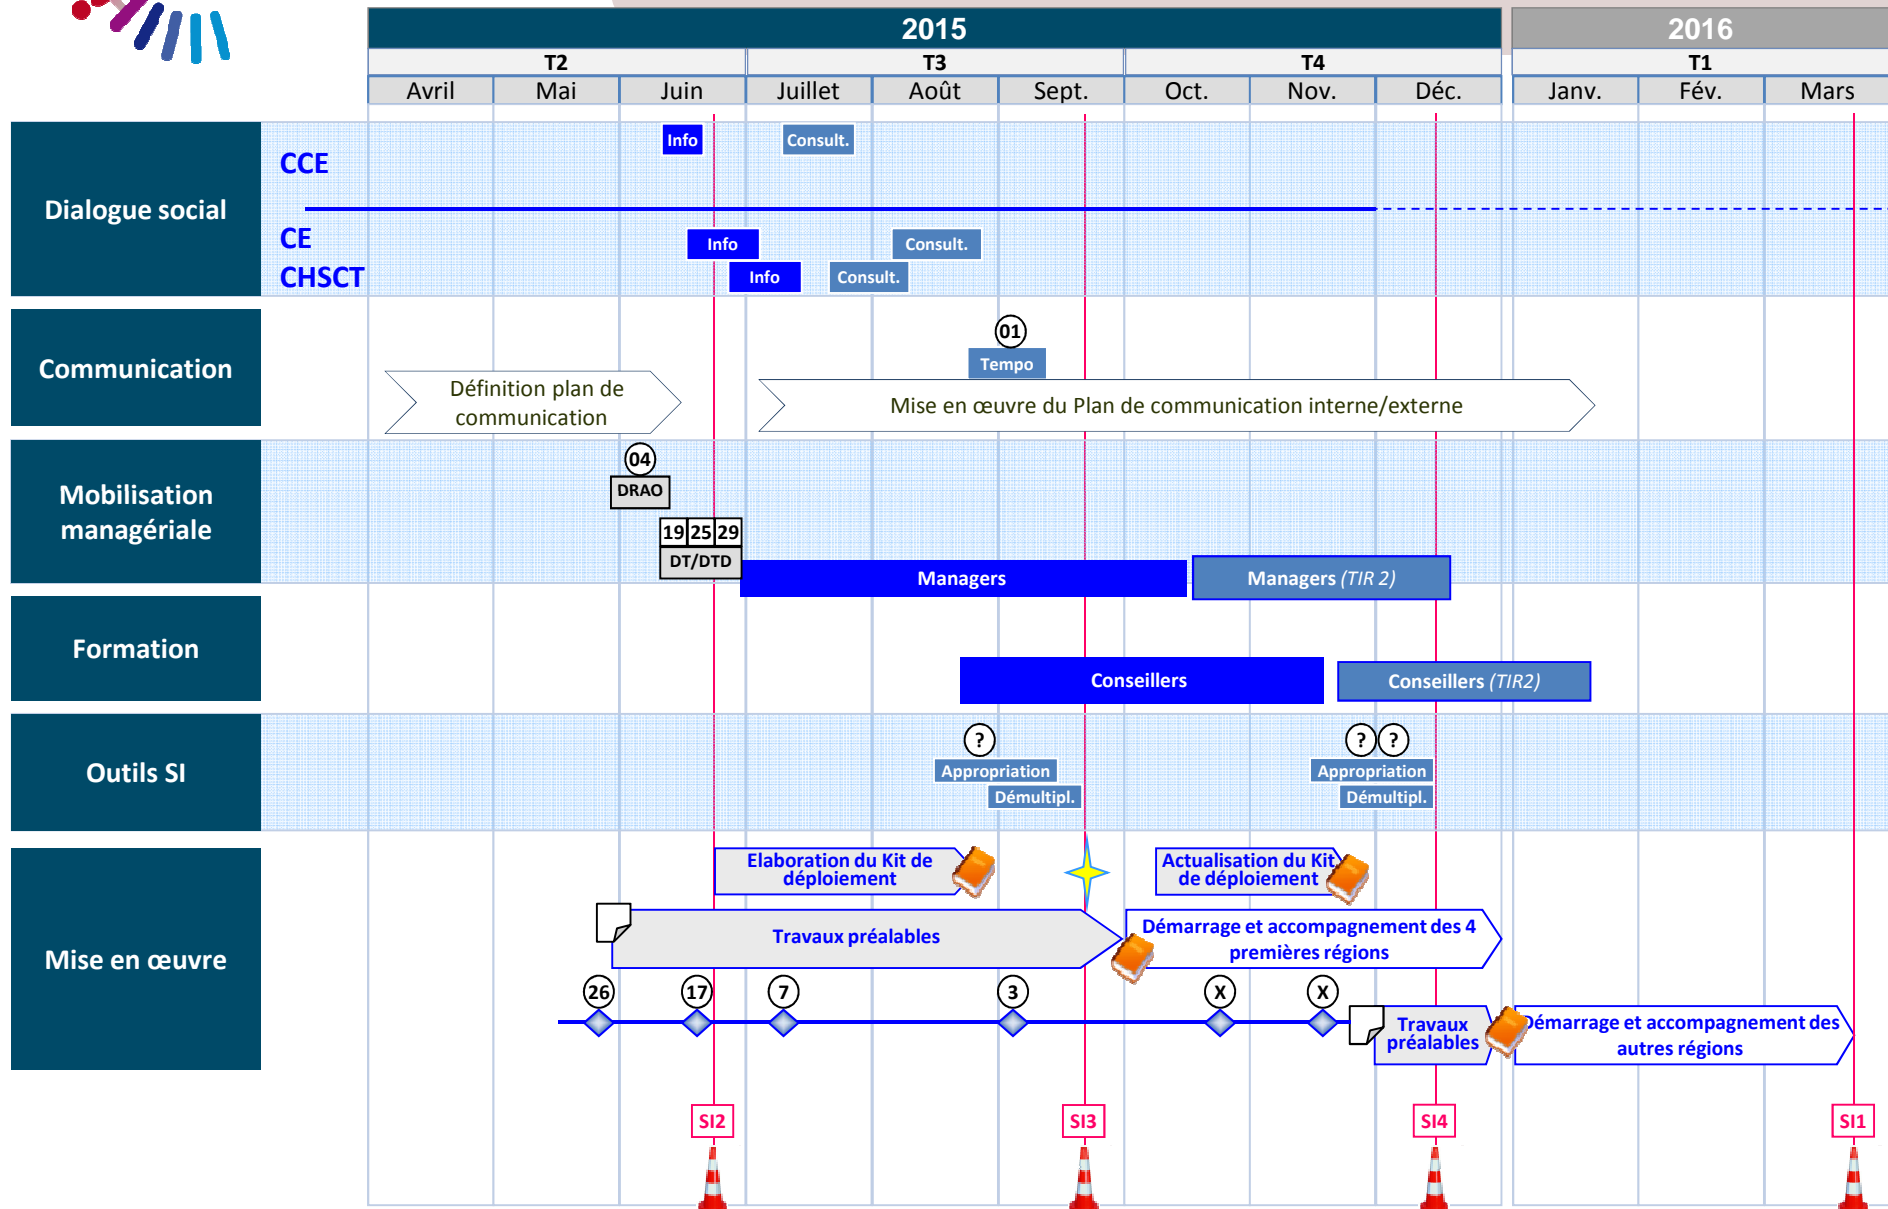 2015
2016
T2
T3
T4
T1
Avril
Mai
Juin
Juillet
Août
Sept.
Oct.
Nov.
Déc.
Janv.
Fév.
Mars
Dialogue social
CCE
Info
Consult.
CE
Info
Consult.
CHSCT
Info
Consult.
Communication
01
Tempo
Définition plan de
communication
Mise en œuvre du Plan de communication interne/externe
Mobilisation
managériale
04
DRAO
19 25 29
DT/DTD
Managers
Managers (TIR 2)
Formation
Conseillers
Conseillers (TIR2)
Outils SI
?
Appropriation
Démultipl.
? ?
Appropriation
Démultipl.
Mise en œuvre
Elaboration du Kit de
déploiement
Actualisation du Kit
de déploiement
Travaux préalables
Démarrage et accompagnement des 4
premières régions
26
17
7
3
X
X
Travaux
préalables
Démarrage et accompagnement des
autres régions
SI2
SI3
SI4
SI1